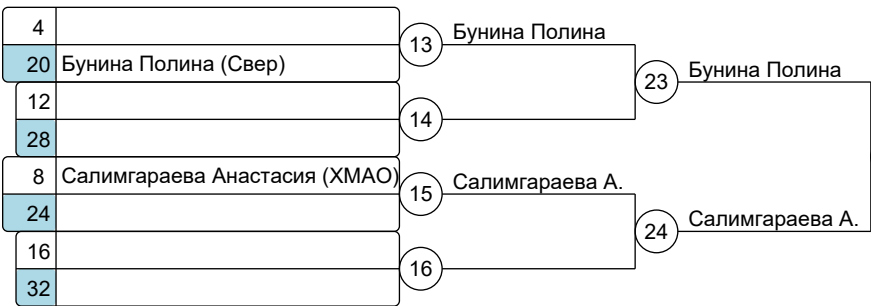 4
13 Бунина Полина
20 Бунина Полина (Свер)
23 Бунина Полина
12
14
28
8 Салимгараева Анастасия (ХМАО)
15 Салимгараева А.
24
24 Салимгараева А.
16
16
32